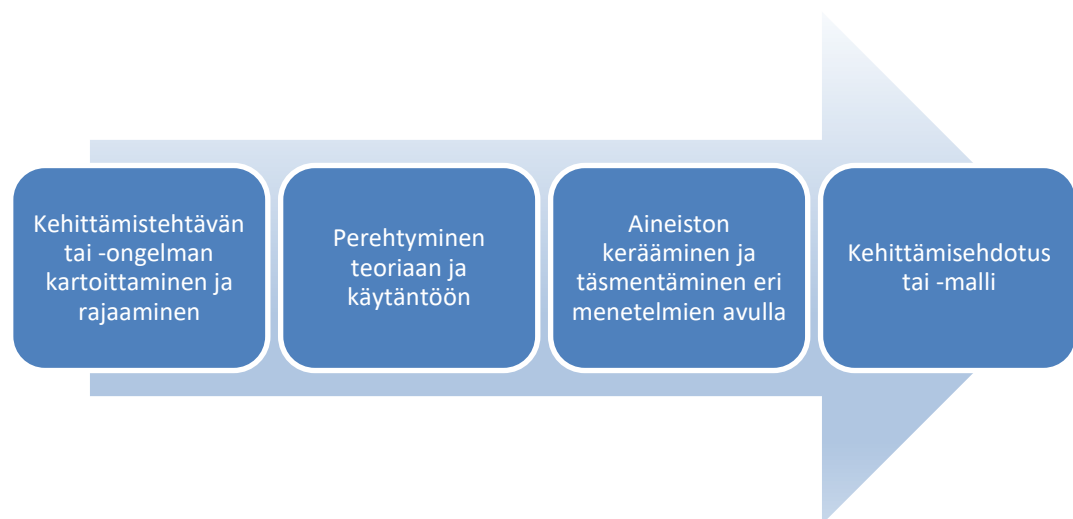 Kehittämistehtävän
tai -ongelman
kartoittaminen ja
rajaaminen
Perehtyminen
teoriaan ja
käytäntöön
Aineiston
kerääminen ja
täsmentäminen eri
menetelmien avulla
Kehittämisehdotus
tai -malli